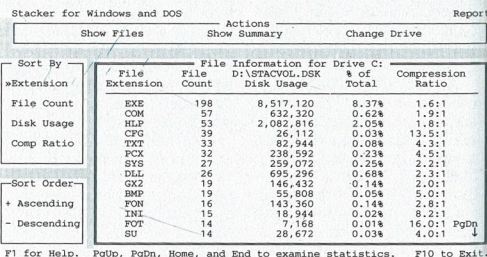 Stacker for Windows and DOS Report
Actions
Show Files Show Summary Change Drive
Sort By
»Extension
File Count
Disk Usage
Comp Ratio
Sort Order
+ Ascending
- Descending
File Information for Drive C:
File File D:\STACVOL.DSK % of Compression
Extension Count Disk Usage Total Ratio
EXE 198 8,517,120 8.37% 1.6:1
COM 57 632,320 0.62% 1.9:1
HLP 53 2,082,816 2.05% 1.8:1
CFG 39 26,112 0.03% 13.5:1
TXT 33 82,944 0.08% 4.3:1
PCX 32 238,592 0.23% 4.5:1
SYS 27 259,072 0.25% 2.2:1
DLL 26 695,296 0.68% 2.3:1
GX2 19 146,432 0.14% 2.0:1
BMP 19 55,808 0.05% 5.0:1
FON 16 143,360 0.14% 2.8:1
INI 15 18,944 0.02% 8.2:1
FOT 14 7,168 0.01% 16.0:1 PgDn
SU 14 28,672 0.03% 4.0:1 ↓
F1 for Help. PgUp, PgDn, Home, and End to examine statistics. F10 to Exit.